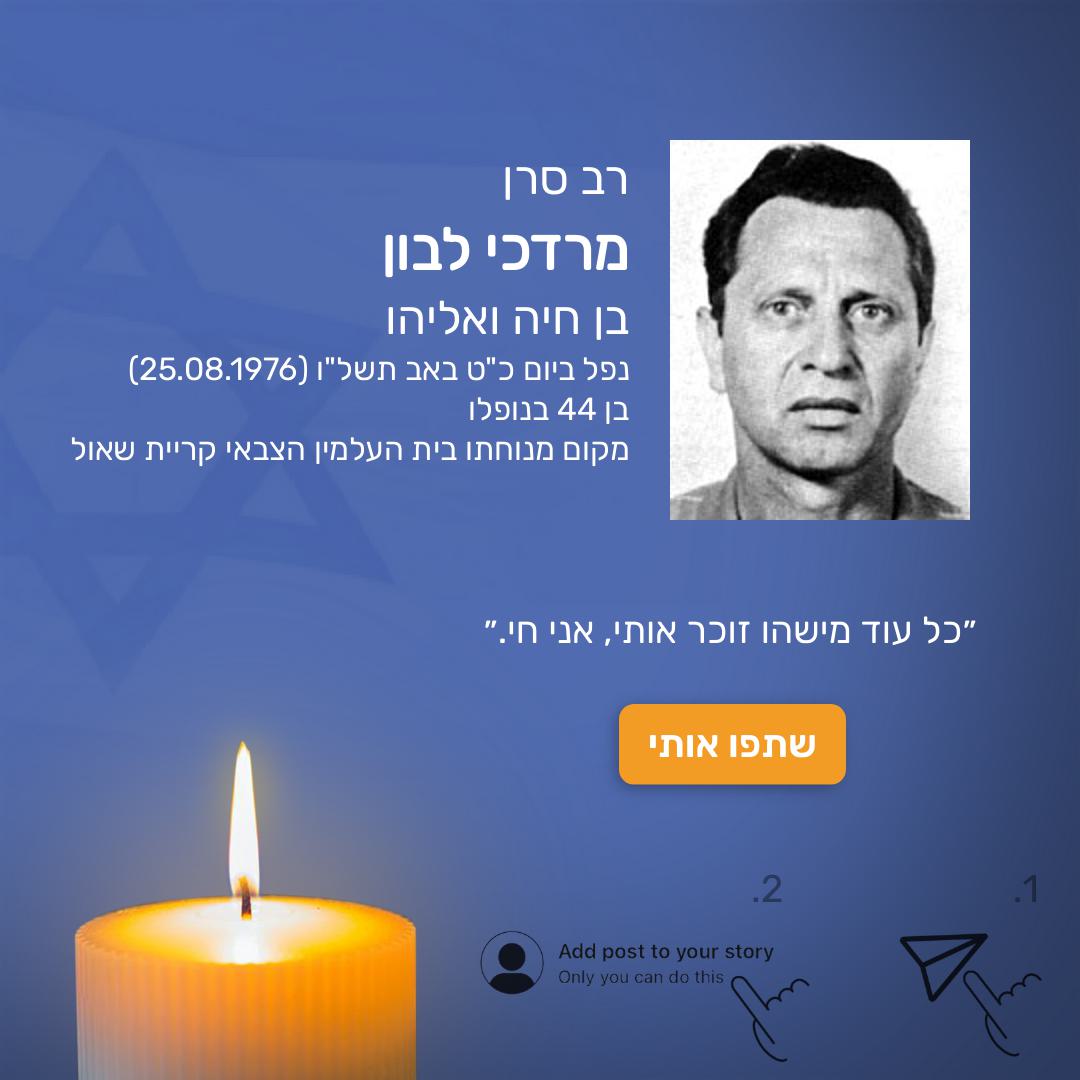 רב סרן
מרדכי לבון
בן חיה ואליהו
נפל ביום כ"ט באב תשל"ו (25.08.1976)
בן 44 בנופלו
מקום מנוחתו בית העלמין הצבאי קריית שאול
״כל עוד מישהו זוכר אותי, אני חי.״
שתפו אותי
1.
2.
Add post to your story
Only you can do this